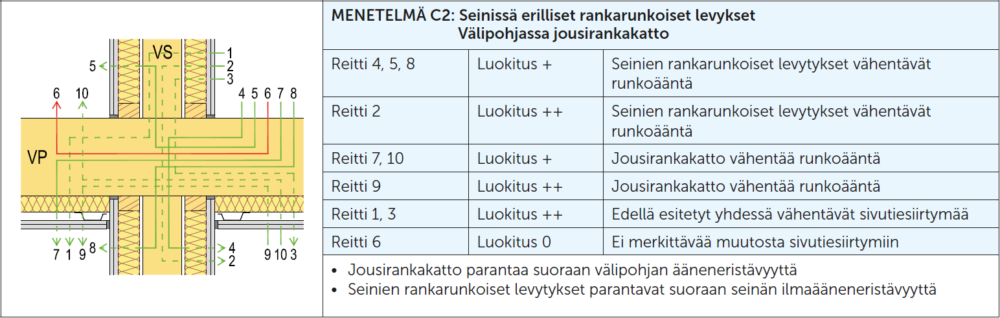 VS
1
5
2
3
6 10
4 5 6 7 8
VP
7 1 9 8
4
2
9 10 3
MENETELMÄ C2: Seinissä erilliset rankarunkoiset levykset
Välipohjassa jousirankakatto
Reitti 4, 5, 8 Luokitus + Seinien rankarunkoiset levytykset vähentävät
runkoääntä
Reitti 2 Luokitus ++ Seinien rankarunkoiset levytykset vähentävät
runkoääntä
Reitti 7, 10 Luokitus + Jousirankakatto vähentää runkoääntä
Reitti 9 Luokitus ++ Jousirankakatto vähentää runkoääntä
Reitti 1, 3 Luokitus ++ Edellä esitetyt yhdessä vähentävät sivutiesiirtymää
Reitti 6 Luokitus 0 Ei merkittävää muutosta sivutiesiirtymiin
• Jousirankakatto parantaa suoraan välipohjan ääneneristävyyttä
• Seinien rankarunkoiset levytykset parantavat suoraan seinän ilmaääneneristävyyttä